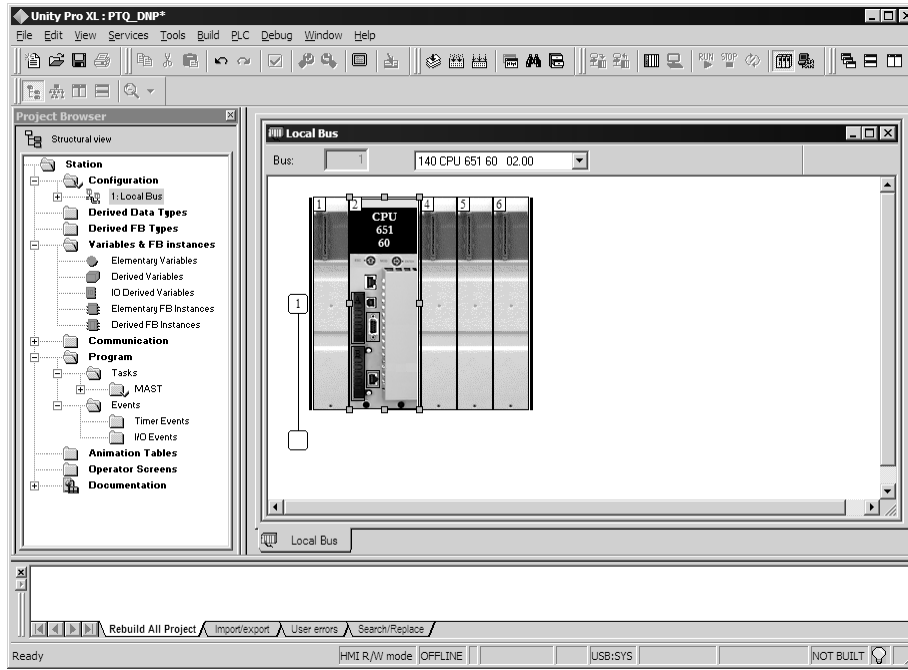 Unity Pro XL : PTQ_DNP*
File Edit View Services Tools Build PLC Debug Window Help
RUN STOP
Project Browser
Structural view
Station
Configuration
1: Local Bus
Derived Data Types
Derived FB Types
Variables & FB instances
Elementary Variables
Derived Variables
IO Derived Variables
Elementary FB Instances
Derived FB Instances
Communication
Program
Tasks
MAST
Events
Timer Events
I/O Events
Animation Tables
Operator Screens
Documentation
Local Bus
Bus: 1 140 CPU 651 60 02.00
1 2 4 5 6
CPU
651
60
1
Local Bus
Rebuild All Project Import/export User errors Search/Replace
Ready HMI R/W mode OFFLINE USB:SYS NOT BUILT